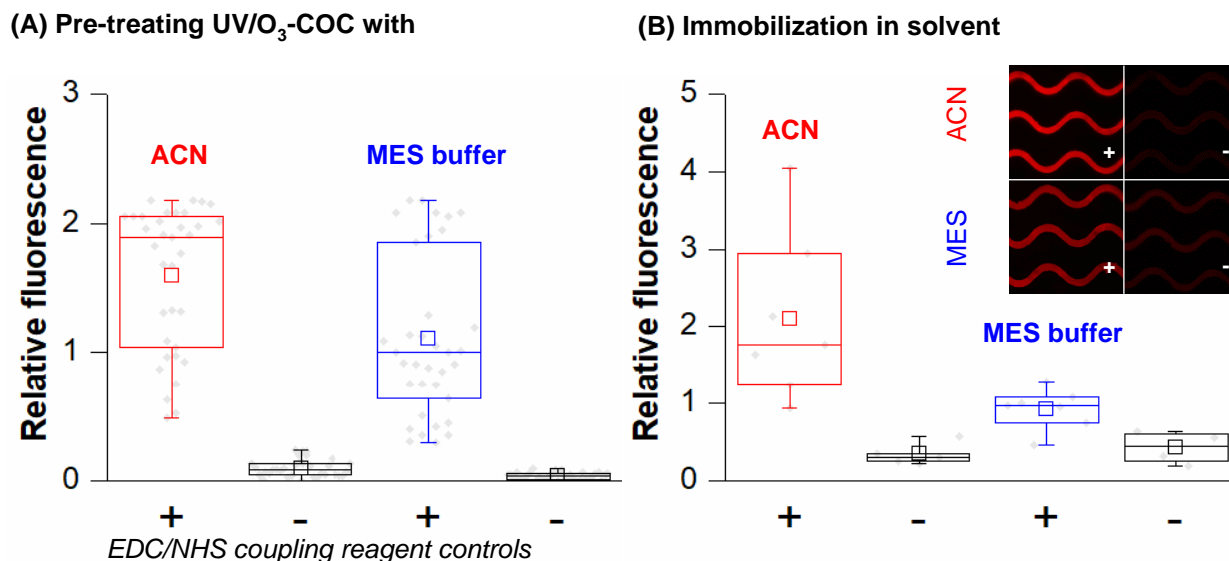 (A) Pre-treating UV/O3-COC with
Relative fluorescence
3
2
1
0
ACN
MES buffer
+ - + -
EDC/NHS coupling reagent controls
(B) Immobilization in solvent
Relative fluorescence
5
4
3
2
1
0
ACN
MES buffer
ACN
+ -
MES
+ -
+ - + -